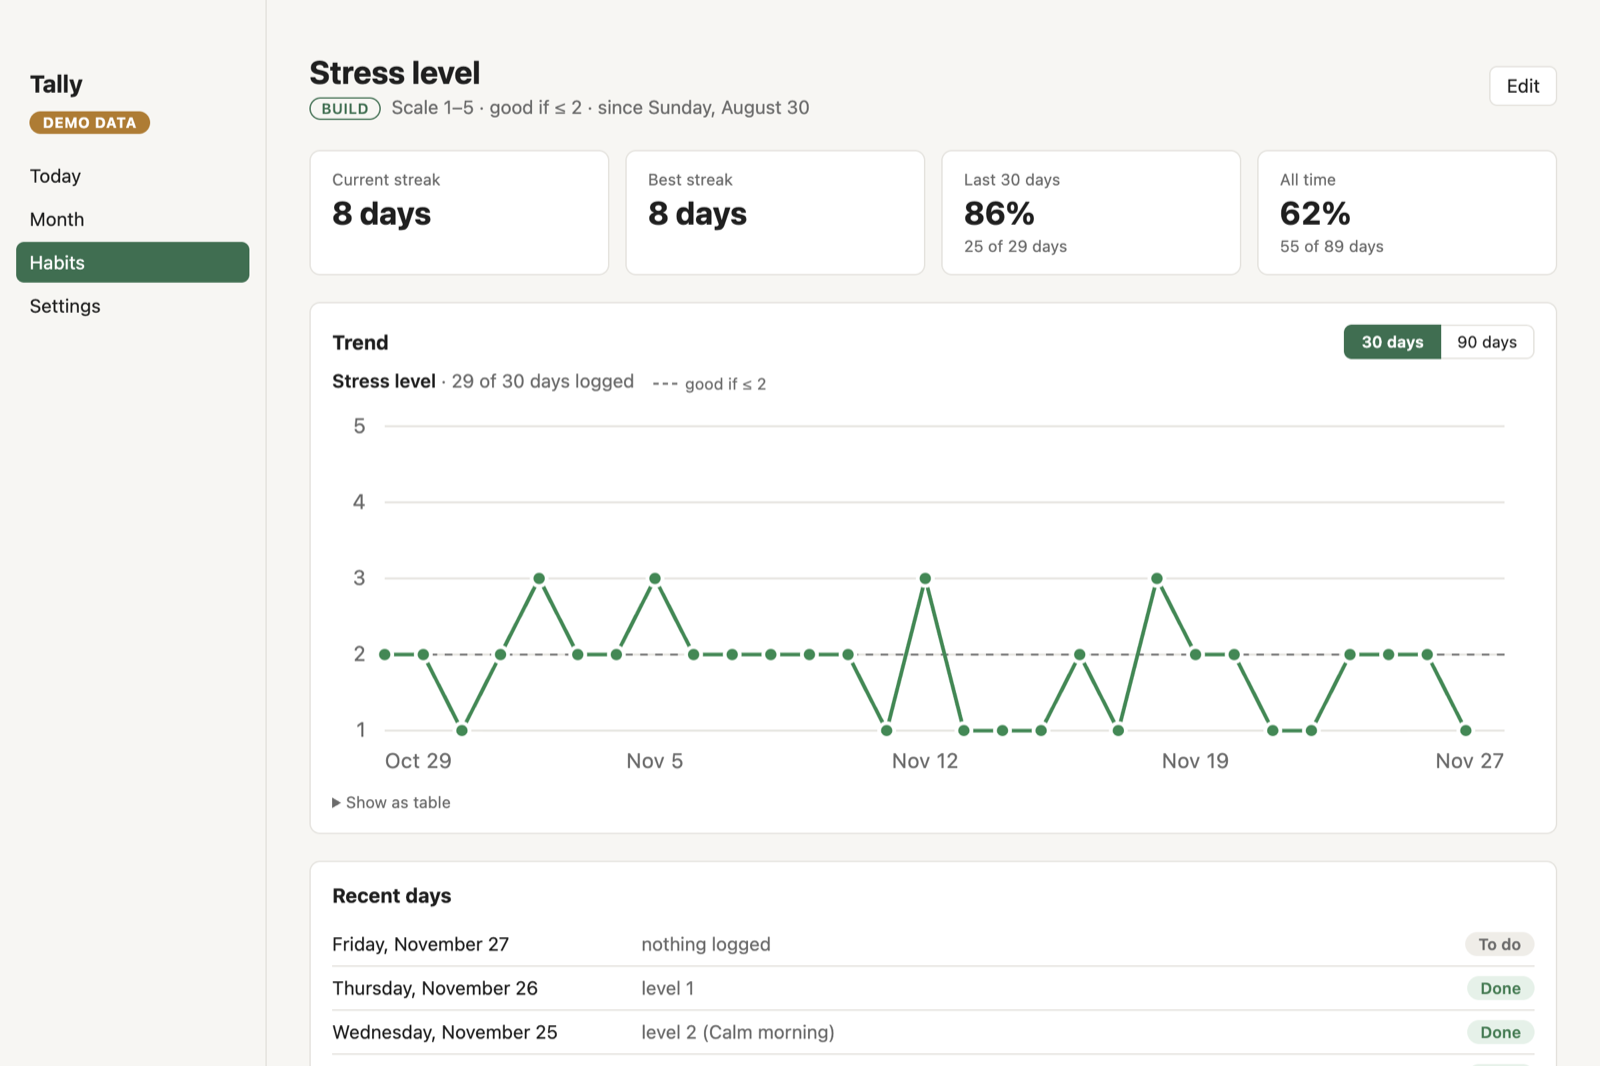 Tally
DEMO DATA
Today
Month
Habits
Settings
Stress level
BUILD Scale 1–5 · good if ≤ 2 · since Sunday, August 30
Edit
Current streak
8 days
Best streak
8 days
Last 30 days
86%
25 of 29 days
All time
62%
55 of 89 days
Trend
30 days 90 days
Stress level · 29 of 30 days logged --- good if ≤ 2
5
4
3
2
1
Oct 29 Nov 5 Nov 12 Nov 19 Nov 27
Show as table
Recent days
Friday, November 27 nothing logged To do
Thursday, November 26 level 1 Done
Wednesday, November 25 level 2 (Calm morning) Done